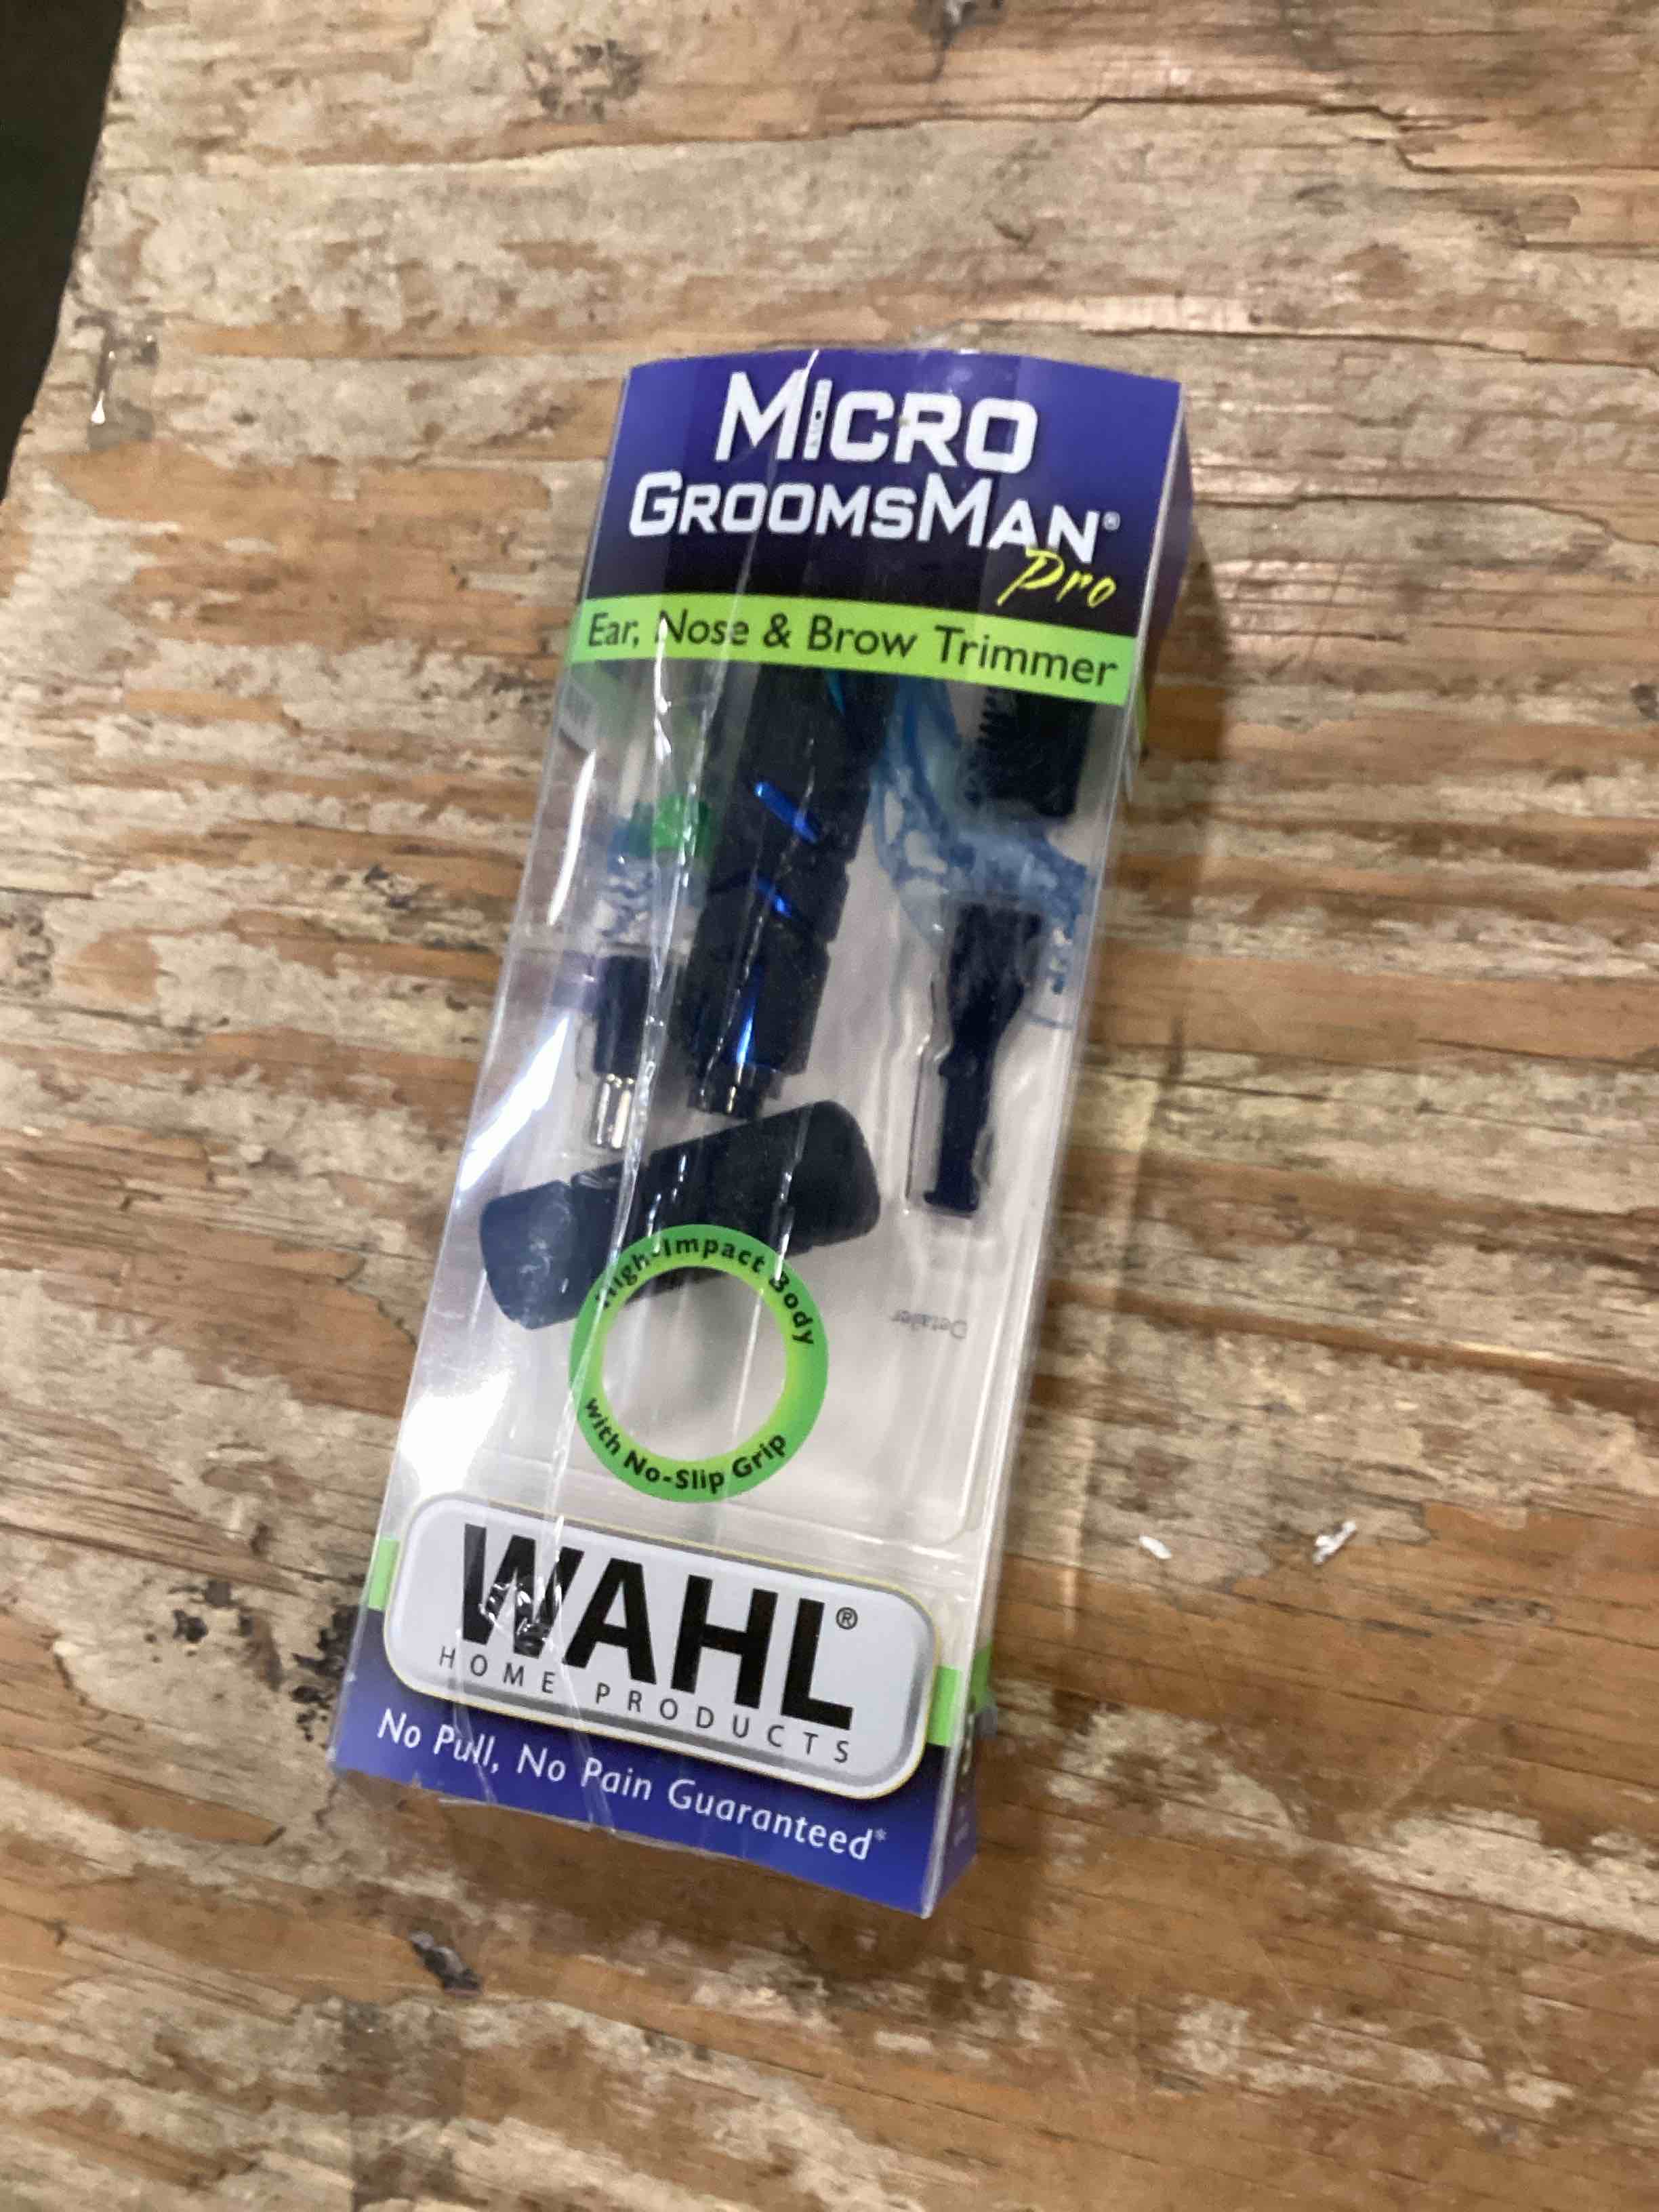 MICRO
GROOMSMAN®
Pro
Ear, Nose & Brow Trimmer
High-Impact Body
with No-Slip Grip
Detailer
WAHL®
HOME PRODUCTS
No Pull, No Pain Guaranteed*